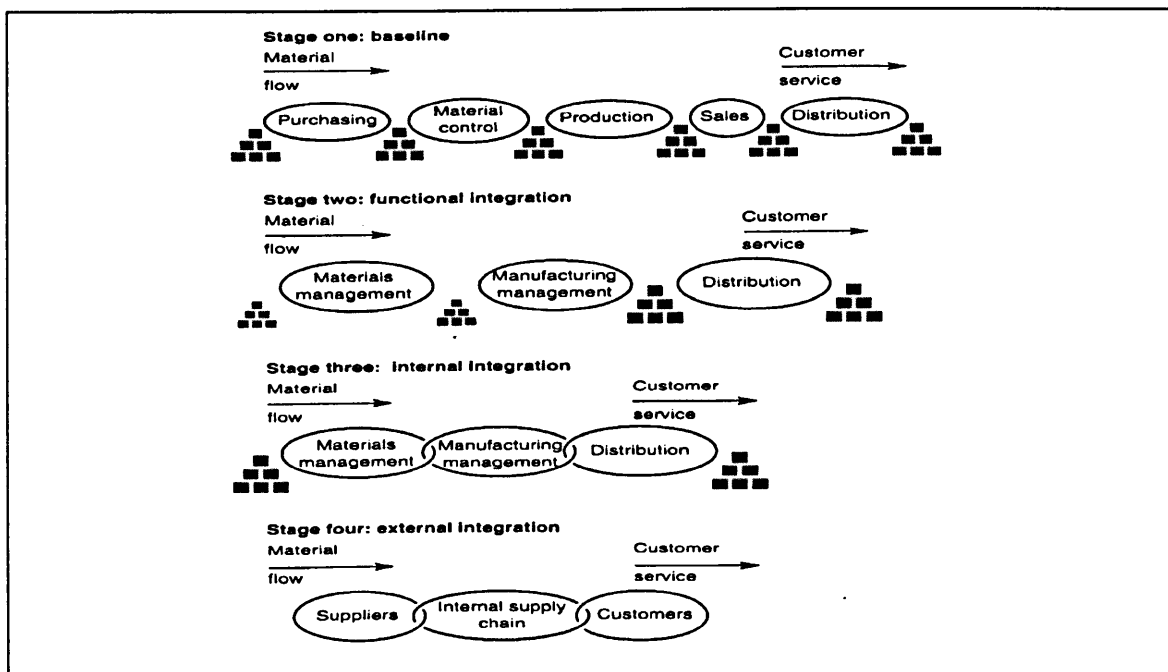 Stage one: baseline
Material
flow
Customer
service
Purchasing
Material
control
Production
Sales
Distribution
Stage two: functional integration
Material
flow
Customer
service
Materials
management
Manufacturing
management
Distribution
Stage three: internal integration
Material
flow
Customer
service
Materials
management
Manufacturing
management
Distribution
Stage four: external integration
Material
flow
Customer
service
Suppliers
Internal supply
chain
Customers